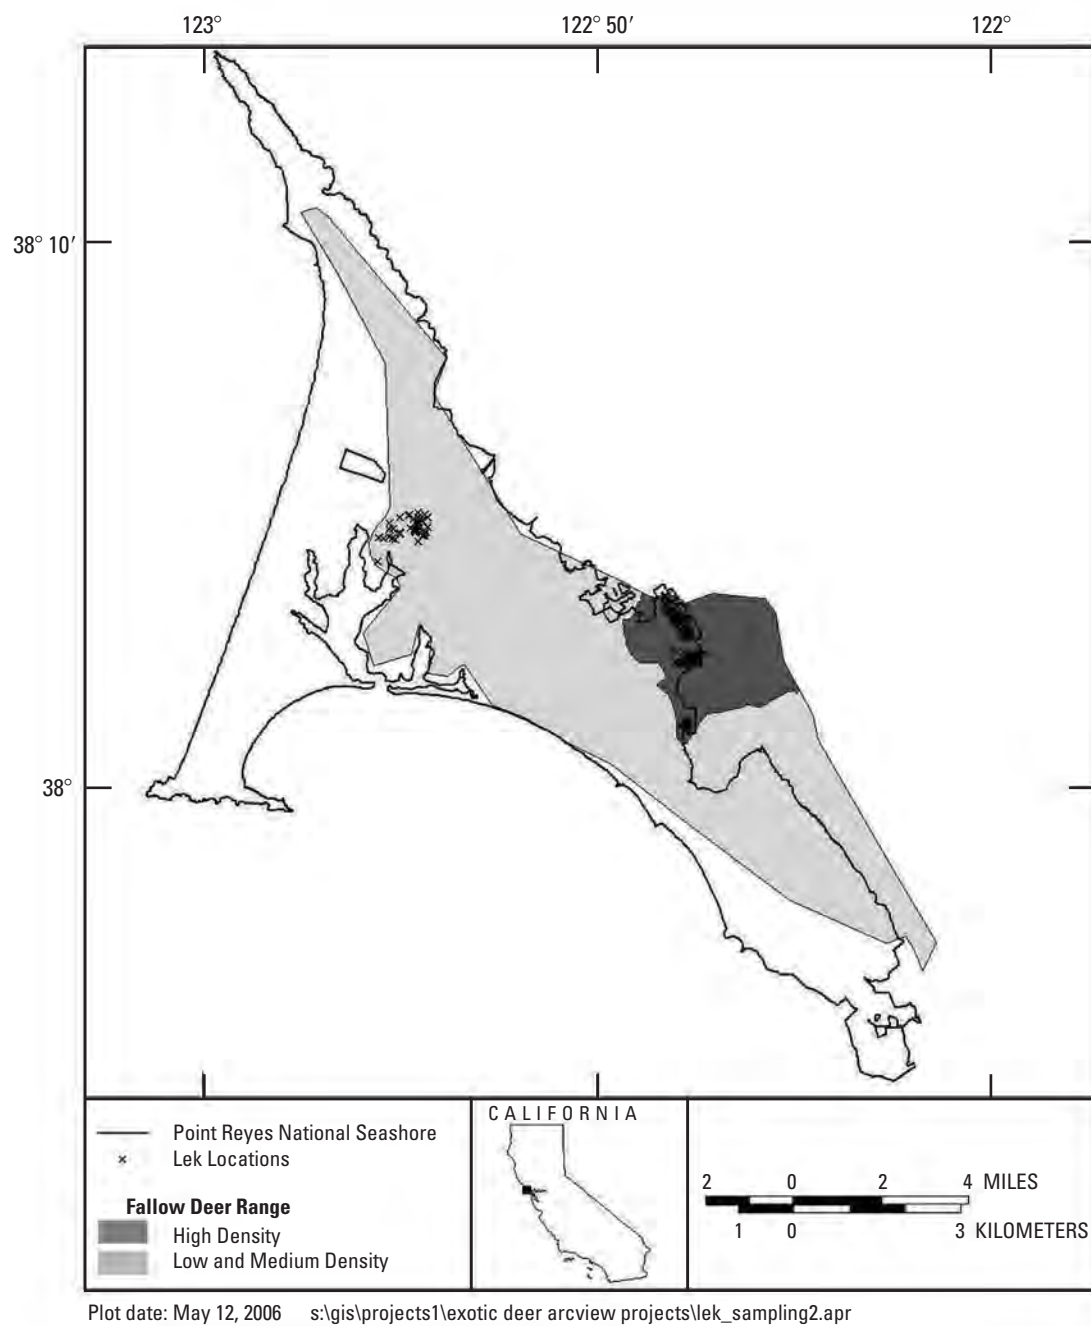 123° 122° 50′ 122°
38° 10′
38°
Point Reyes National Seashore
Lek Locations
Fallow Deer Range
High Density
Low and Medium Density
CALIFORNIA
2 0 2 4 MILES
1 0 3 KILOMETERS
Plot date: May 12, 2006 s:\gis\projects1\exotic deer arcview projects\lek_sampling2.apr